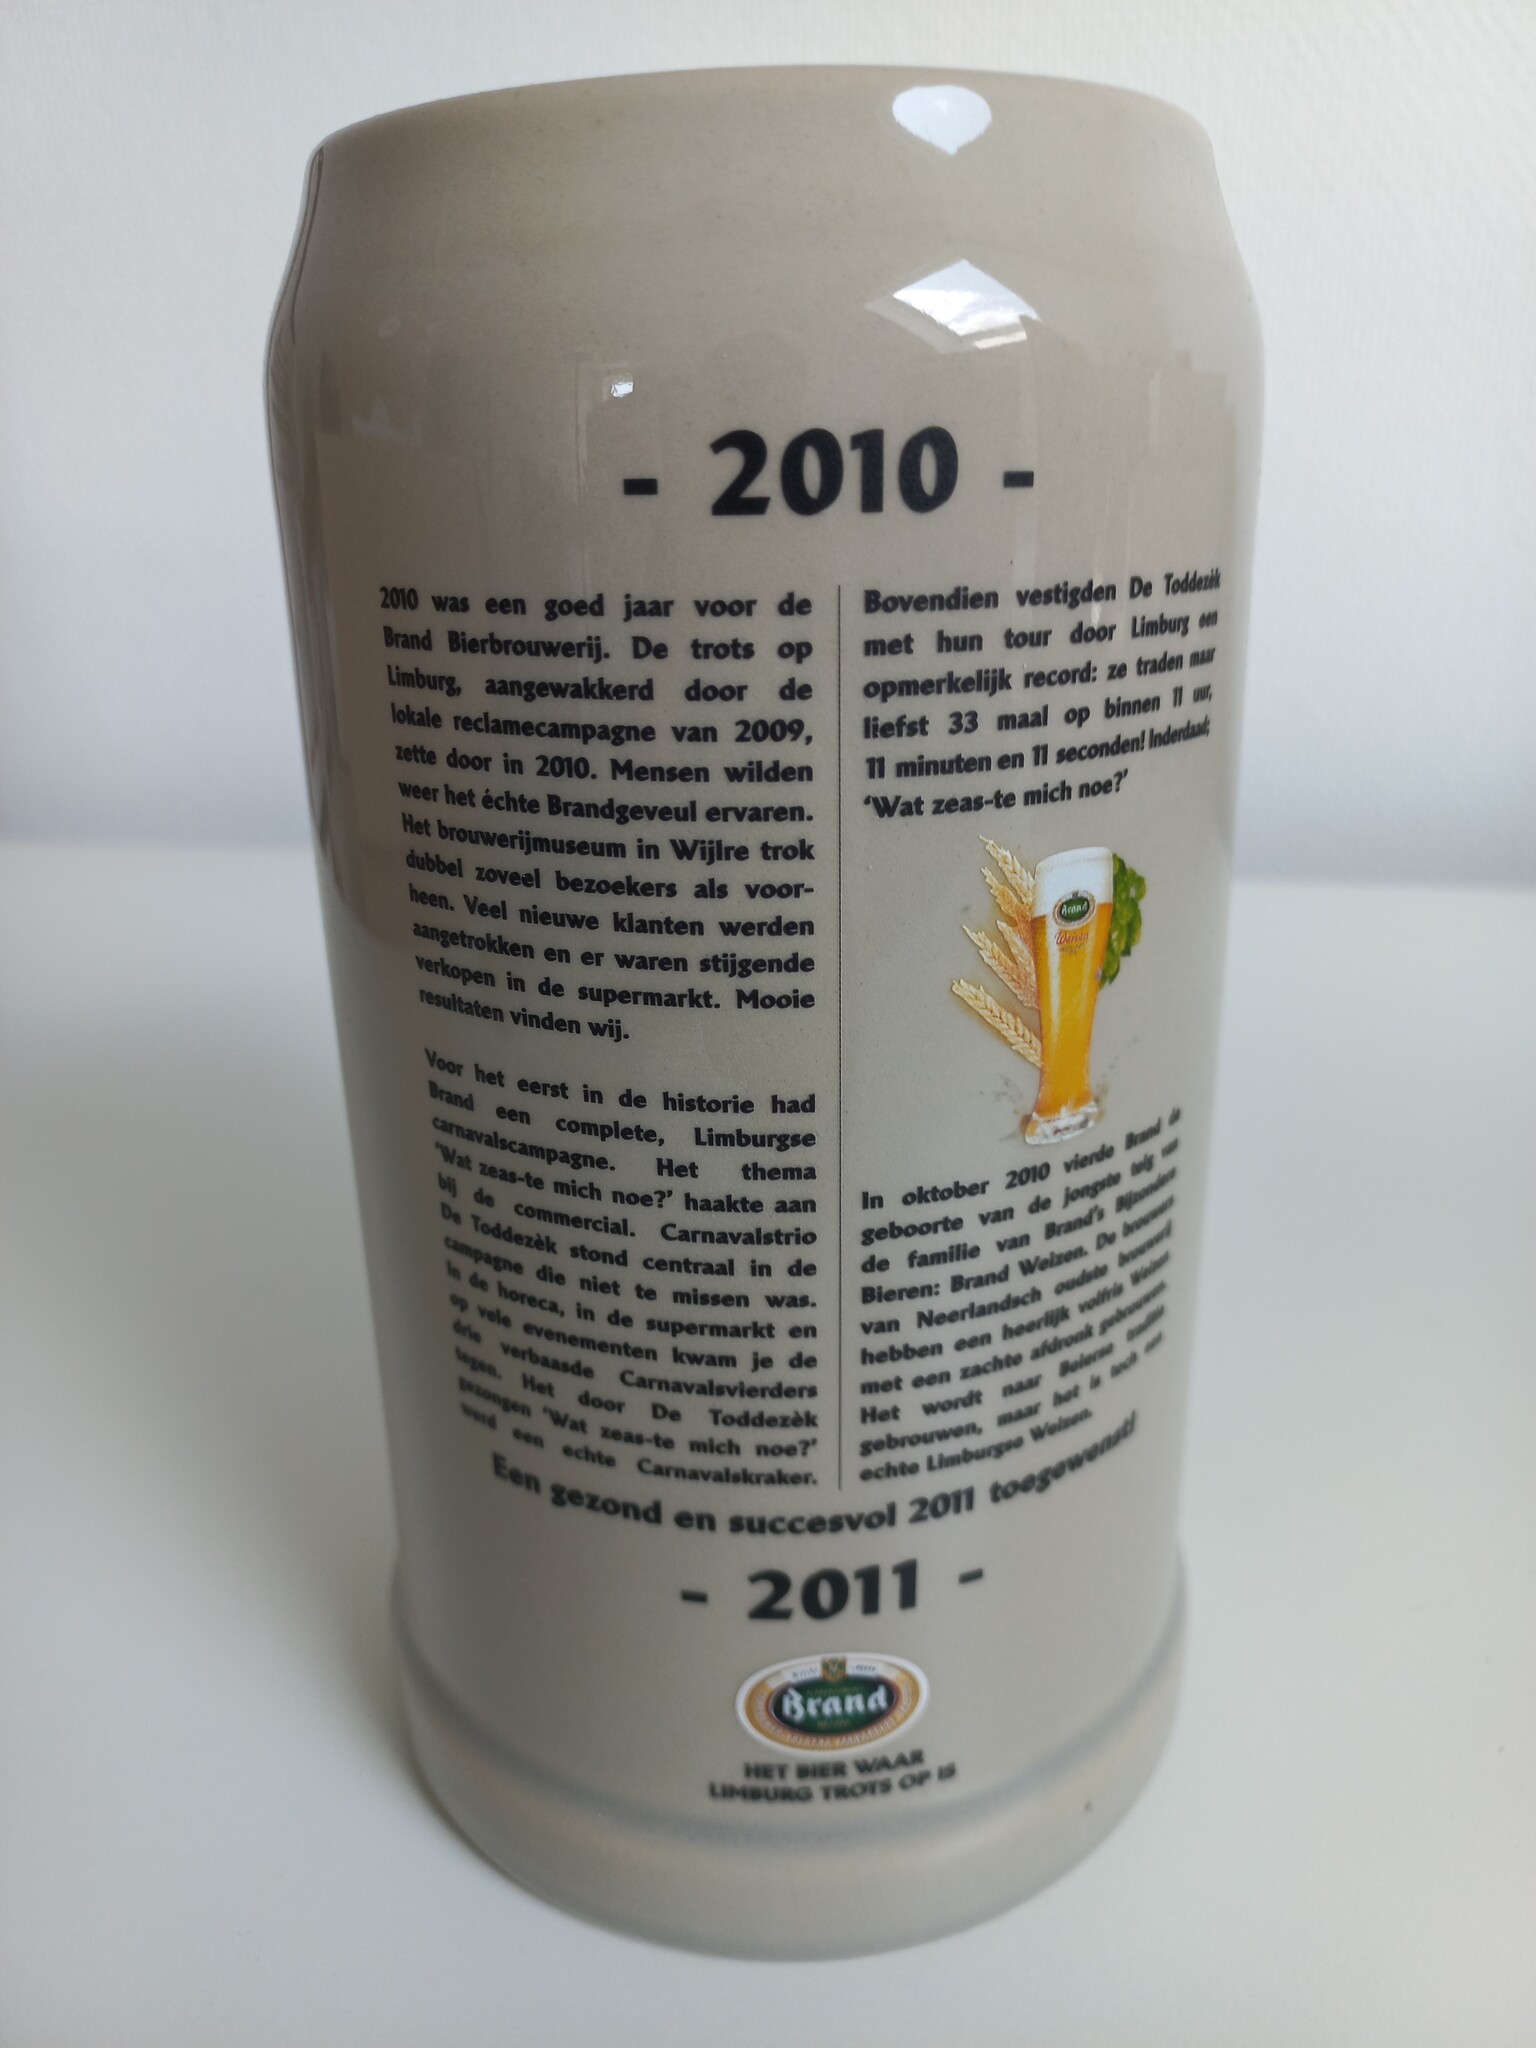 - 2010 -
2010 was een goed jaar voor de
Brand Bierbrouwerij. De trots op
Limburg, aangewakkerd door de
lokale reclamecampagne van 2009,
zette door in 2010. Mensen wilden
weer het échte Brandgeveul ervaren.
Het brouwerijmuseum in Wijlre trok
dubbel zoveel bezoekers als voor-
heen. Veel nieuwe klanten werden
aangetrokken en er waren stijgende
verkopen in de supermarkt. Mooie
resultaten vinden wij.
Voor het eerst in de historie had
Brand een complete, Limburgse
carnavalscampagne. Het thema
'Wat zeas-te mich noe?' haakte aan
bij de commercial. Carnavalstrio
De Toddezèk stond centraal in de
campagne die niet te missen was.
In de horeca, in de supermarkt en
op vele evenementen kwam je de
drie verbaasde Carnavalsvierders
tegen. Het door De Toddezèk
gezongen 'Wat zeas-te mich noe?'
werd een echte Carnavalskraker.
Bovendien vestigden De Toddezèk
met hun tour door Limburg een
opmerkelijk record: ze traden maar
liefst 33 maal op binnen 11 uur,
11 minuten en 11 seconden! Inderdaad;
'Wat zeas-te mich noe?'
Brand
Weizen
In oktober 2010 vierde Brand de
geboorte van de jongste telg van
de familie van Brand's Bijzondere
Bieren: Brand Weizen. De brouwers
van Neerlandsch oudste brouwerij
hebben een heerlijk volfris Weizen
met een zachte afdronk gebrouwen.
Het wordt naar Beierse traditie
gebrouwen, maar het is toch een
echte Limburgse Weizen.
Een gezond en succesvol 2011 toegewenst!
- 2011 -
Brand
HET BIER WAAR
LIMBURG TROTS OP IS